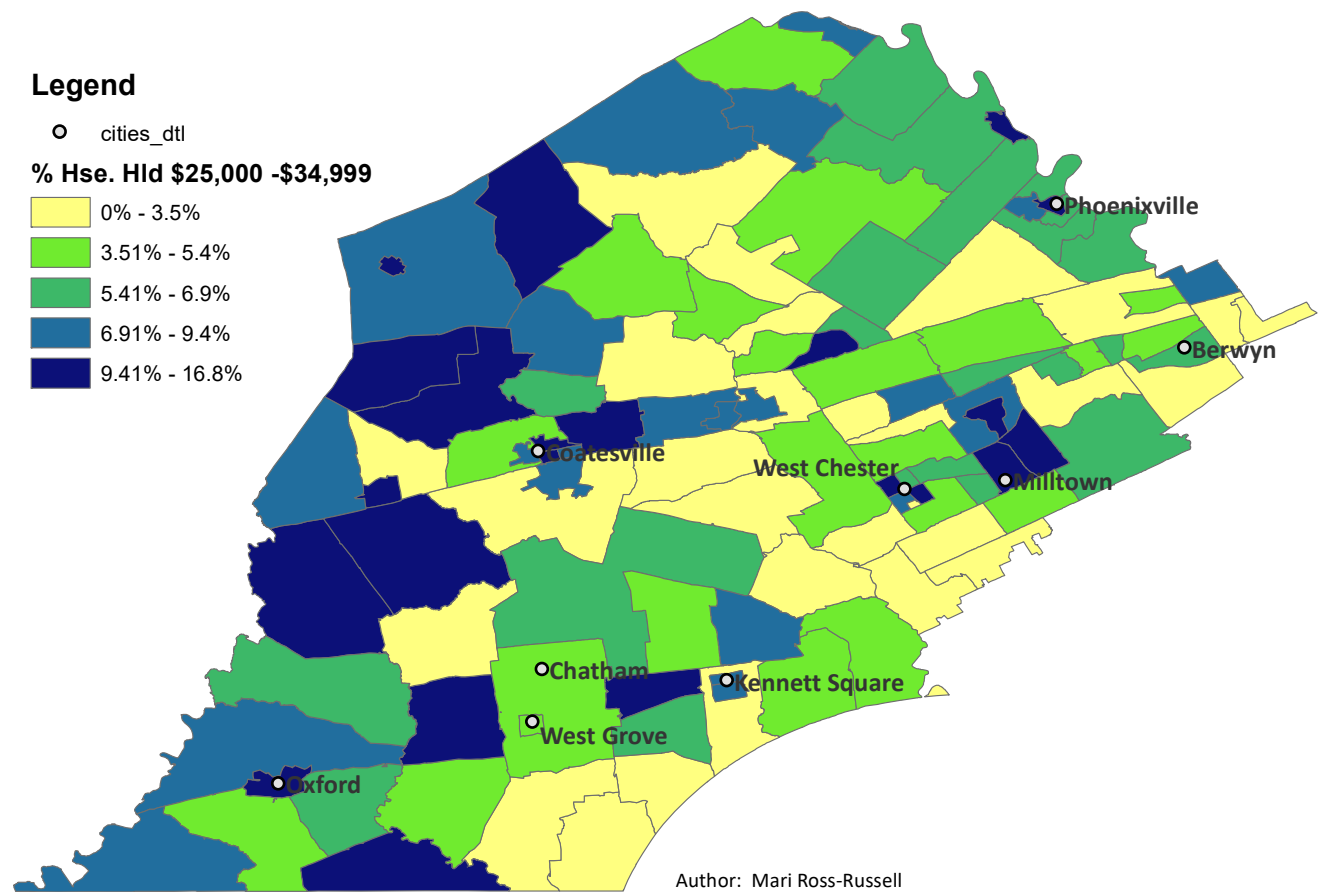 Legend
cities_dtl
% Hse. Hld $25,000 -$34,999
0% - 3.5%
3.51% - 5.4%
5.41% - 6.9%
6.91% - 9.4%
9.41% - 16.8%
Phoenixville
Berwyn
Coatesville
West Chester
Milltown
Chatham
Kennett Square
West Grove
Oxford
Author: Mari Ross-Russell